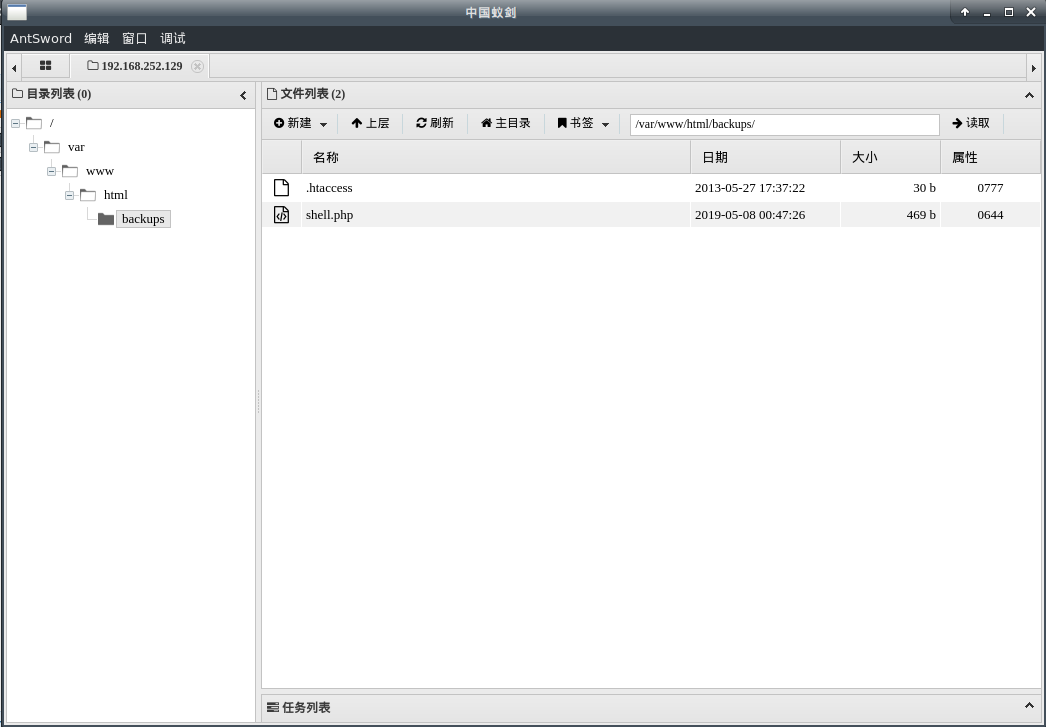 中国蚁剑
AntSword 编辑 窗口 调试
192.168.252.129
目录列表 (0)
文件列表 (2)
新建 上层 刷新 主目录 书签 /var/www/html/backups/ 读取
/
var
www
html
backups
名称 日期 大小 属性
.htaccess 2013-05-27 17:37:22 30 b 0777
shell.php 2019-05-08 00:47:26 469 b 0644
任务列表